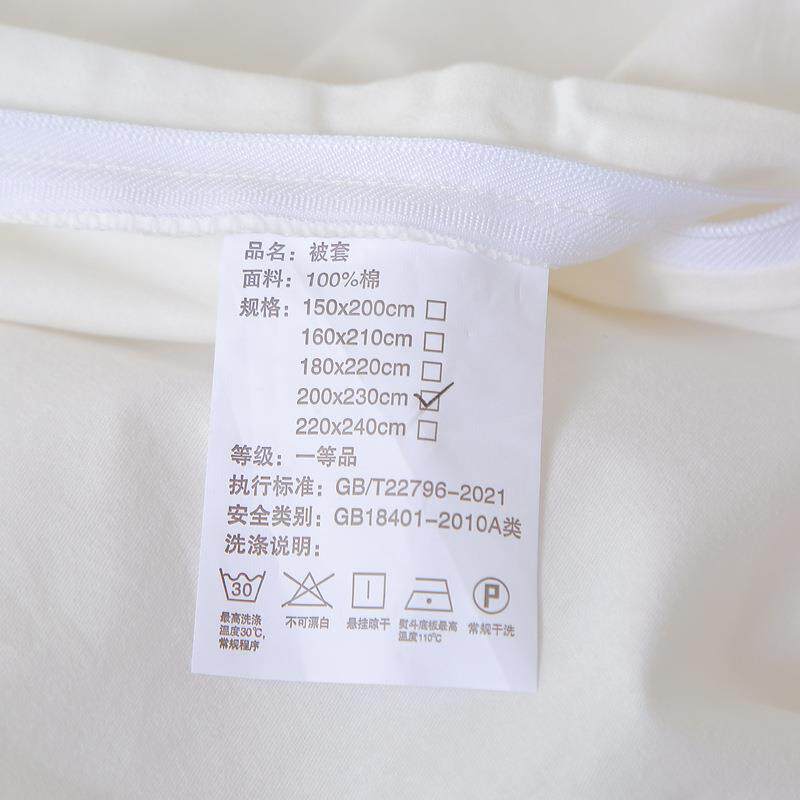 品名：被套
面料：100%棉
规格：150x200cm
160x210cm
180x220cm
200x230cm
220x240cm
等级：一等品
执行标准：GB/T22796-2021
安全类别：GB18401-2010A类
洗涤说明：
30 P
最高洗涤 不可漂白 悬挂晾干 熨斗底板最高 常规干洗
温度30℃, 温度110℃
常规程序